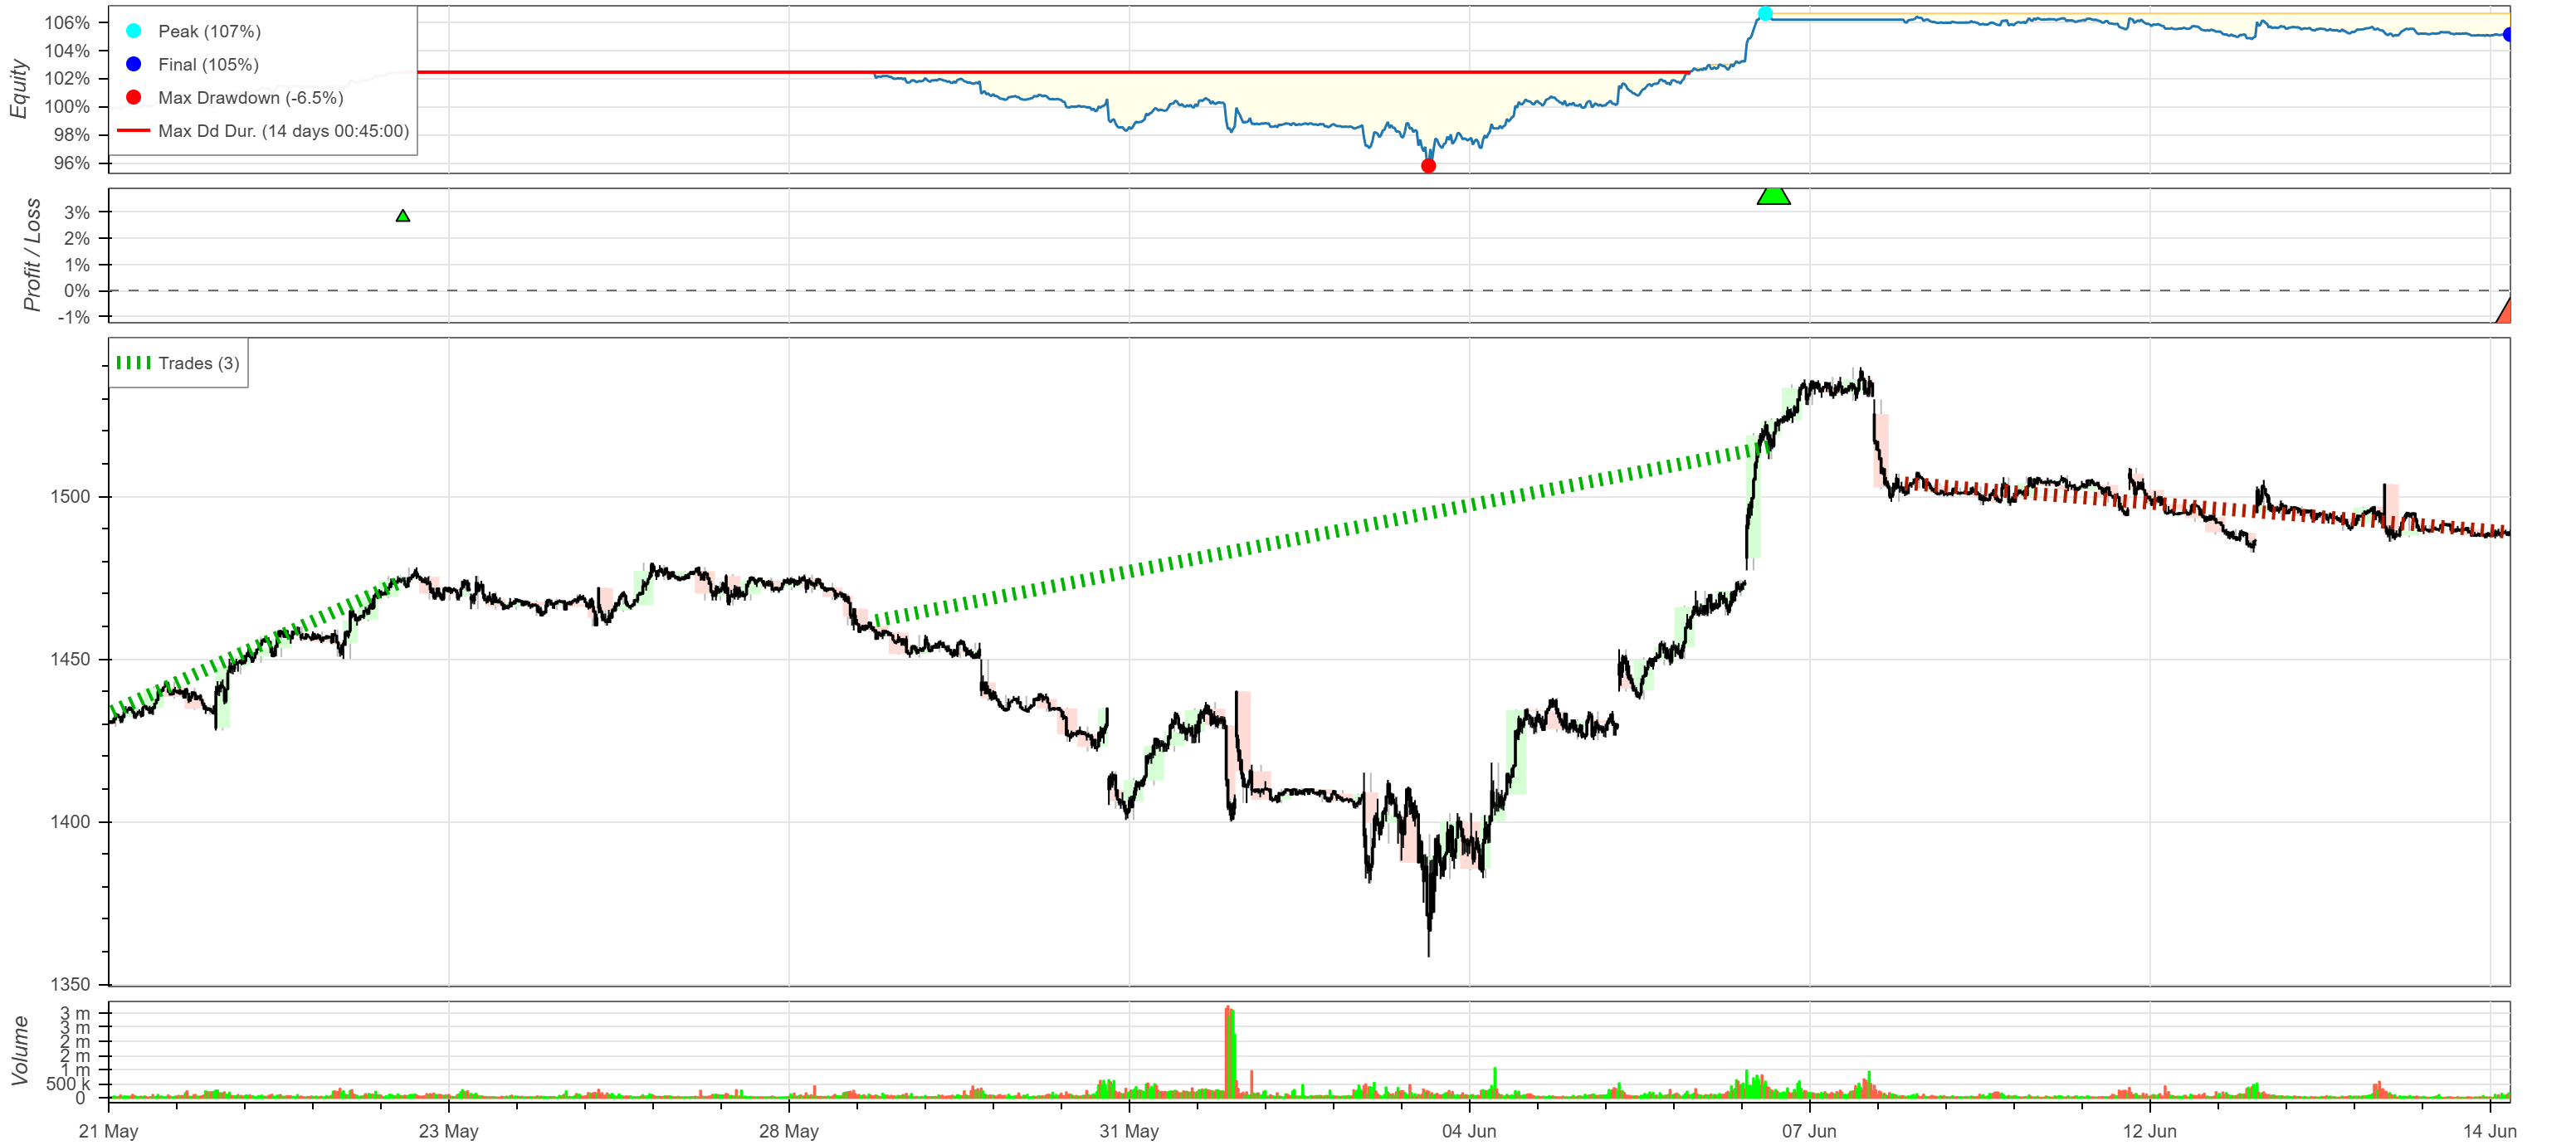 Equity
106%
104%
102%
100%
98%
96%
Peak (107%)
Final (105%)
Max Drawdown (-6.5%)
Max Dd Dur. (14 days 00:45:00)
Profit / Loss
3%
2%
1%
0%
-1%
Trades (3)
1500
1450
1400
1350
Volume
3 m
3 m
2 m
2 m
1 m
500 k
0
21 May 23 May 28 May 31 May 04 Jun 07 Jun 12 Jun 14 Jun